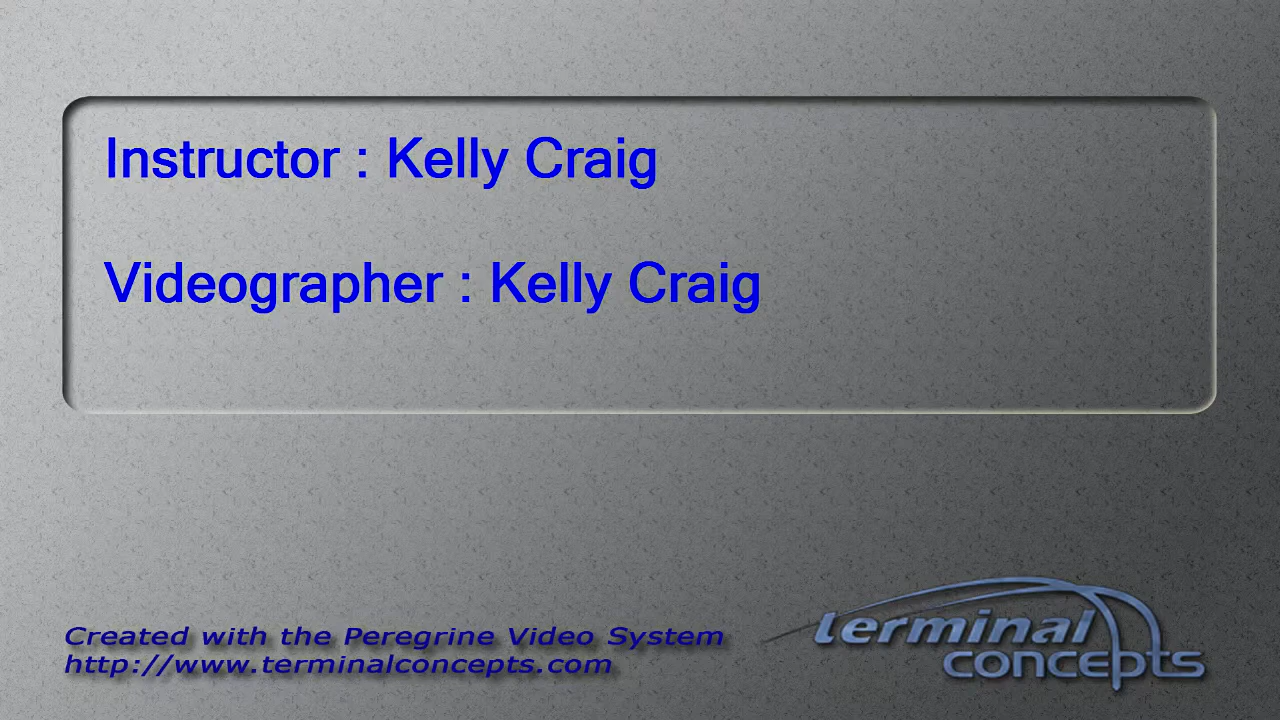 Instructor : Kelly Craig
Videographer : Kelly Craig
Created with the Peregrine Video System
http://www.terminalconcepts.com
terminal
concepts